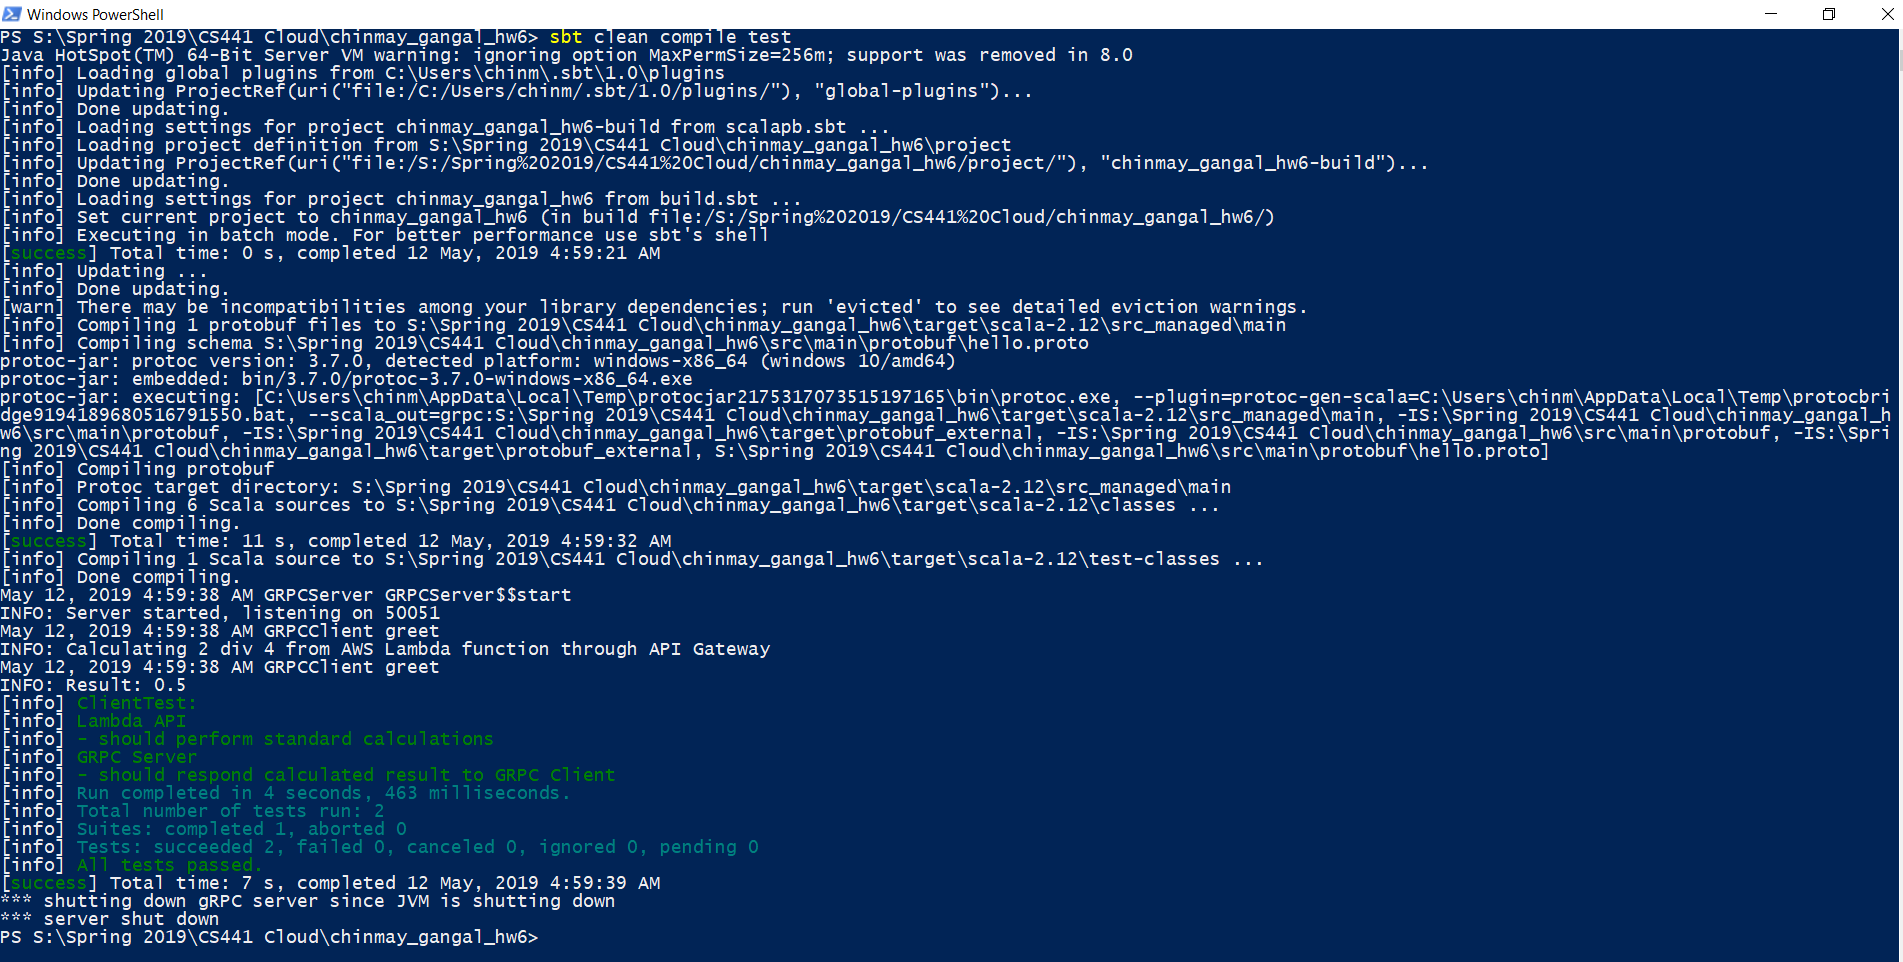 Windows PowerShell
PS S:\Spring 2019\CS441 Cloud\chinmay_gangal_hw6> sbt clean compile test
Java HotSpot(TM) 64-Bit Server VM warning: ignoring option MaxPermSize=256m; support was removed in 8.0
[info] Loading global plugins from C:\Users\chinm\.sbt\1.0\plugins
[info] Updating ProjectRef(uri("file:/C:/Users/chinm/.sbt/1.0/plugins/"), "global-plugins")...
[info] Done updating.
[info] Loading settings for project chinmay_gangal_hw6-build from scalapb.sbt ...
[info] Loading project definition from S:\Spring 2019\CS441 Cloud\chinmay_gangal_hw6\project
[info] Updating ProjectRef(uri("file:/S:/Spring%202019/CS441%20Cloud/chinmay_gangal_hw6/project/"), "chinmay_gangal_hw6-build")...
[info] Done updating.
[info] Loading settings for project chinmay_gangal_hw6 from build.sbt ...
[info] Set current project to chinmay_gangal_hw6 (in build file:/S:/Spring%202019/CS441%20Cloud/chinmay_gangal_hw6/)
[info] Executing in batch mode. For better performance use sbt's shell
[success] Total time: 0 s, completed 12 May, 2019 4:59:21 AM
[info] Updating ...
[info] Done updating.
[warn] There may be incompatibilities among your library dependencies; run 'evicted' to see detailed eviction warnings.
[info] Compiling 1 protobuf files to S:\Spring 2019\CS441 Cloud\chinmay_gangal_hw6\target\scala-2.12\src_managed\main
[info] Compiling schema S:\Spring 2019\CS441 Cloud\chinmay_gangal_hw6\src\main\protobuf\hello.proto
protoc-jar: protoc version: 3.7.0, detected platform: windows-x86_64 (windows 10/amd64)
protoc-jar: embedded: bin/3.7.0/protoc-3.7.0-windows-x86_64.exe
protoc-jar: executing: [C:\Users\chinm\AppData\Local\Temp\protocjar2175317073515197165\bin\protoc.exe, --plugin=protoc-gen-scala=C:\Users\chinm\AppData\Local\Temp\protocbri
dge9194189680516791550.bat, --scala_out=grpc:S:\Spring 2019\CS441 Cloud\chinmay_gangal_hw6\target\scala-2.12\src_managed\main, -IS:\Spring 2019\CS441 Cloud\chinmay_gangal_h
w6\src\main\protobuf, -IS:\Spring 2019\CS441 Cloud\chinmay_gangal_hw6\target\protobuf_external, -IS:\Spring 2019\CS441 Cloud\chinmay_gangal_hw6\src\main\protobuf, -IS:\Spri
ng 2019\CS441 Cloud\chinmay_gangal_hw6\target\protobuf_external, S:\Spring 2019\CS441 Cloud\chinmay_gangal_hw6\src\main\protobuf\hello.proto]
[info] Compiling protobuf
[info] Protoc target directory: S:\Spring 2019\CS441 Cloud\chinmay_gangal_hw6\target\scala-2.12\src_managed\main
[info] Compiling 6 Scala sources to S:\Spring 2019\CS441 Cloud\chinmay_gangal_hw6\target\scala-2.12\classes ...
[info] Done compiling.
[success] Total time: 11 s, completed 12 May, 2019 4:59:32 AM
[info] Compiling 1 Scala source to S:\Spring 2019\CS441 Cloud\chinmay_gangal_hw6\target\scala-2.12\test-classes ...
[info] Done compiling.
May 12, 2019 4:59:38 AM GRPCServer GRPCServer$$start
INFO: Server started, listening on 50051
May 12, 2019 4:59:38 AM GRPCClient greet
INFO: Calculating 2 div 4 from AWS Lambda function through API Gateway
May 12, 2019 4:59:38 AM GRPCClient greet
INFO: Result: 0.5
[info] ClientTest:
[info] Lambda API
[info] - should perform standard calculations
[info] GRPC Server
[info] - should respond calculated result to GRPC Client
[info] Run completed in 4 seconds, 463 milliseconds.
[info] Total number of tests run: 2
[info] Suites: completed 1, aborted 0
[info] Tests: succeeded 2, failed 0, canceled 0, ignored 0, pending 0
[info] All tests passed.
[success] Total time: 7 s, completed 12 May, 2019 4:59:39 AM
*** shutting down gRPC server since JVM is shutting down
*** server shut down
PS S:\Spring 2019\CS441 Cloud\chinmay_gangal_hw6>